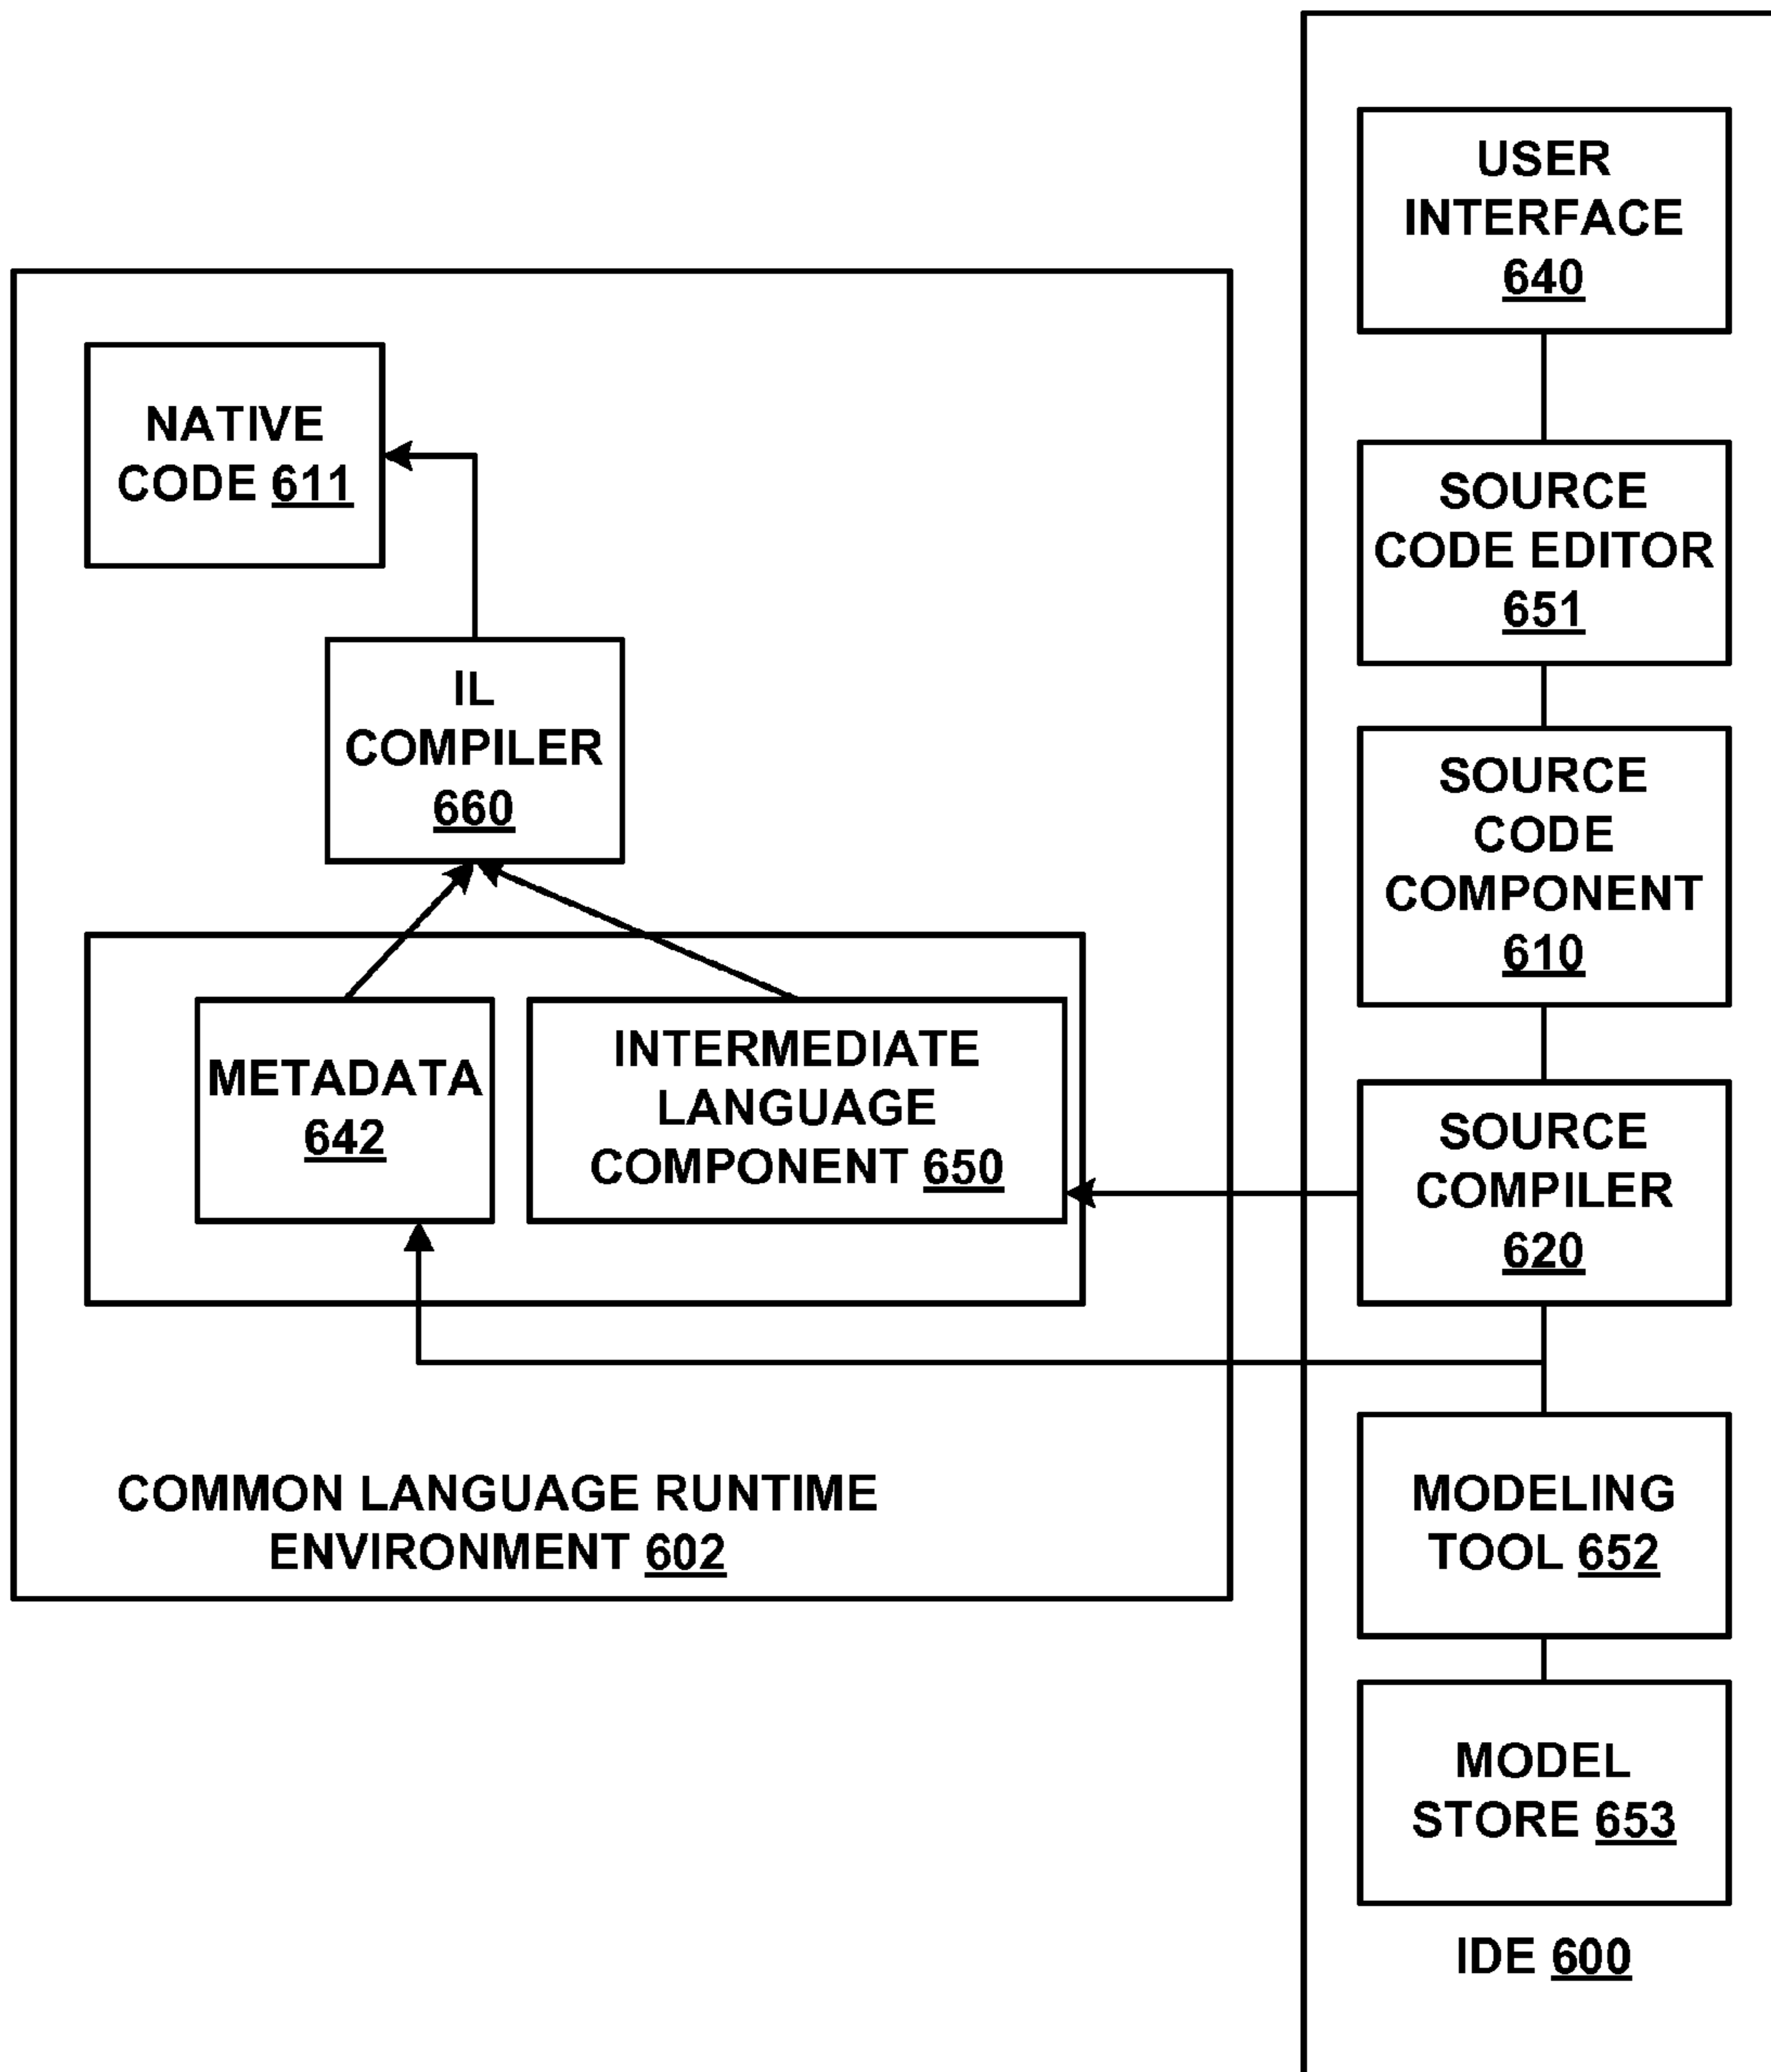 NATIVE
CODE 611
IL
COMPILER
660
METADATA
642
INTERMEDIATE
LANGUAGE
COMPONENT 650
COMMON LANGUAGE RUNTIME
ENVIRONMENT 602
USER
INTERFACE
640
SOURCE
CODE EDITOR
651
SOURCE
CODE
COMPONENT
610
SOURCE
COMPILER
620
MODELING
TOOL 652
MODEL
STORE 653
IDE 600